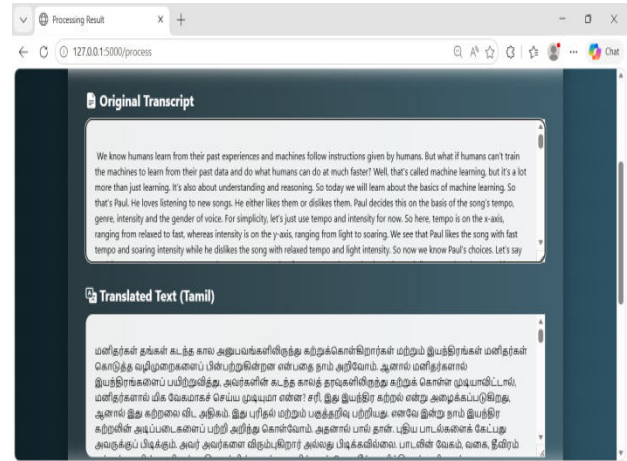 Processing Result
127.0.0.1:5000/process
Chat
Original Transcript
We know humans learn from their past experiences and machines follow instructions given by humans. But what if humans can't train
the machines to learn from their past data and do what humans can do at much faster? Well, that's called machine learning, but it's a lot
more than just learning. It's also about understanding and reasoning. So today we will learn about the basics of machine learning. So
that's Paul. He loves listening to new songs. He either likes them or dislikes them. Paul decides this on the basis of the song's tempo,
genre, intensity and the gender of voice. For simplicity, let's just use tempo and intensity for now. So here, tempo is on the x-axis,
ranging from relaxed to fast, whereas intensity is on the y-axis, ranging from light to soaring. We see that Paul likes the song with fast
tempo and soaring intensity while he dislikes the song with relaxed tempo and light intensity. So now we know Paul's choices. Let's say
Translated Text (Tamil)
மனிதர்கள் தங்கள் கடந்த கால அனுபவங்களிலிருந்து கற்றுக்கொள்கிறார்கள் மற்றும் இயந்திரங்கள் மனிதர்கள்
கொடுத்த வழிமுறைகளைப் பின்பற்றுகின்றன என்பதை நாம் அறிவோம். ஆனால் மனிதர்களால்
இயந்திரங்களைப் பயிற்றுவித்து, அவர்களின் கடந்த காலத் தரவுகளிலிருந்து கற்றுக் கொள்ள முடியாவிட்டால்,
மனிதர்களால் மிக வேகமாகச் செய்ய முடியுமா என்ன? சரி, இது இயந்திர கற்றல் என்று அழைக்கப்படுகிறது,
ஆனால் இது கற்றலை விட அதிகம். இது புரிதல் மற்றும் பகுத்தறிவு பற்றியது. எனவே இன்று நாம் இயந்திர
கற்றலின் அடிப்படைகளைப் பற்றி அறிந்து கொள்வோம். அதனால் பால் தான். புதிய பாடல்களைக் கேட்பது
அவருக்குப் பிடிக்கும். அவர் அவர்களை விரும்புகிறார் அல்லது பிடிக்கவில்லை. பாடலின் வேகம், வகை, தீவிரம்